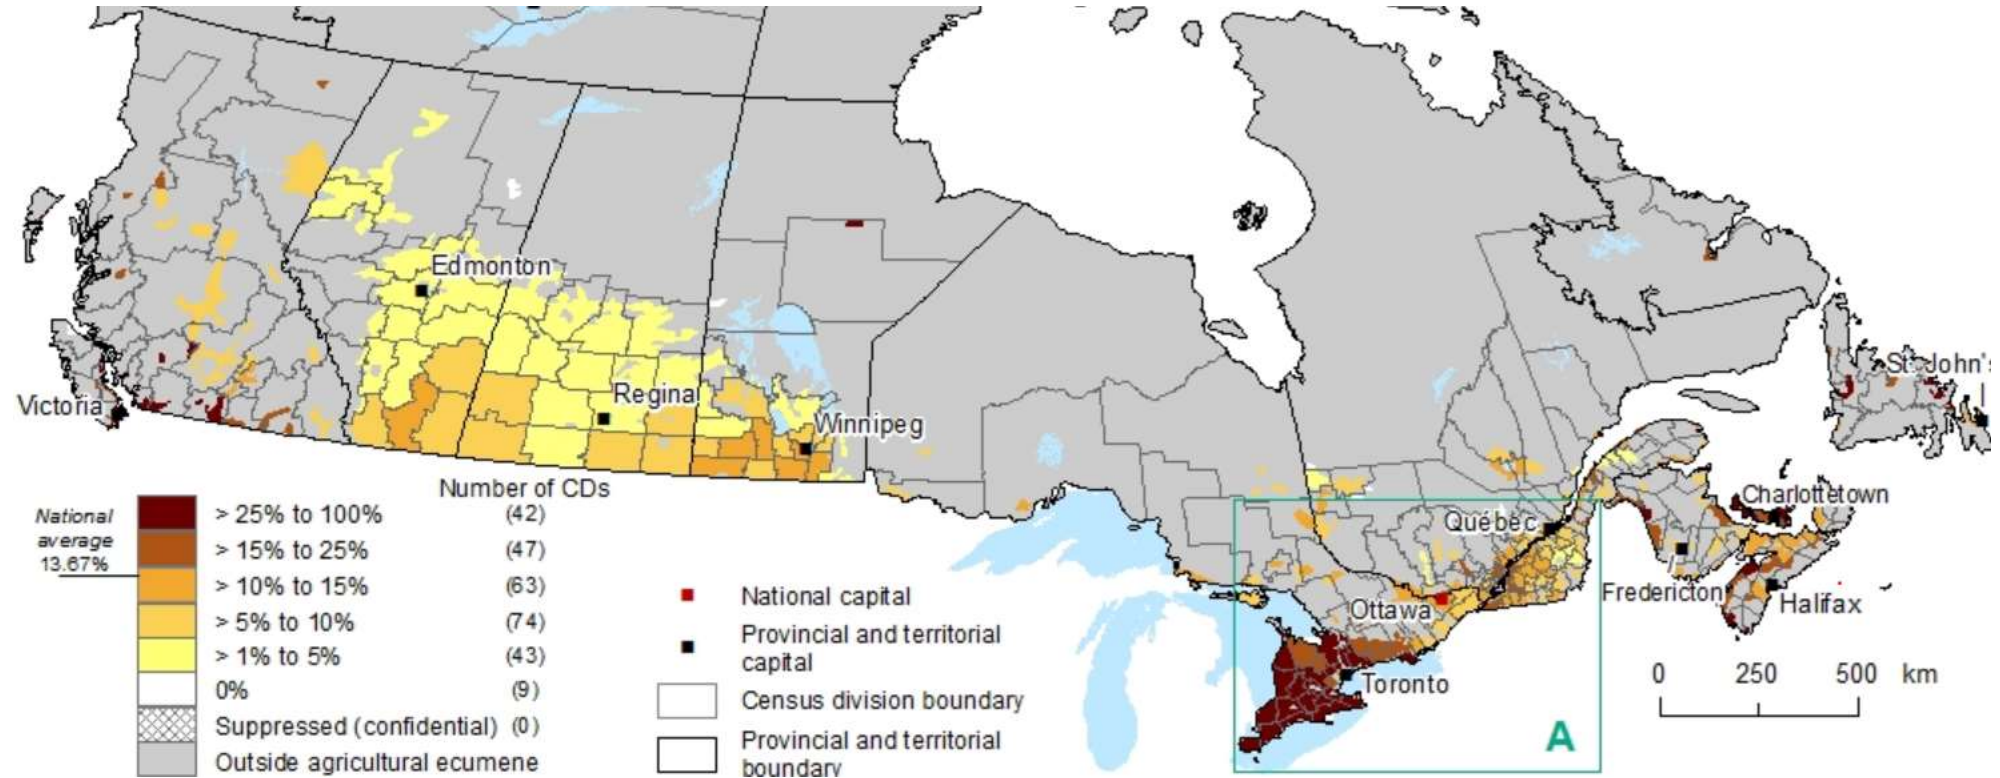 Edmonton
Reginal
Winnipeg
Victoria
St. John's
Charlottetown
Québec
Ottawa
Fredericton
Halifax
Toronto
A
0 250 500 km
Number of CDs
National
average
13.67%
> 25% to 100% (42)
> 15% to 25% (47)
> 10% to 15% (63)
> 5% to 10% (74)
> 1% to 5% (43)
0% (9)
Suppressed (confidential) (0)
Outside agricultural ecumene
National capital
Provincial and territorial
capital
Census division boundary
Provincial and territorial
boundary